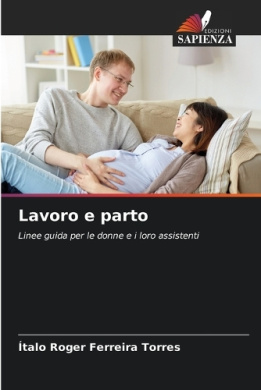 EDIZIONI
SAPIENZA
Lavoro e parto
Linee guida per le donne e i loro assistenti
Ítalo Roger Ferreira Torres